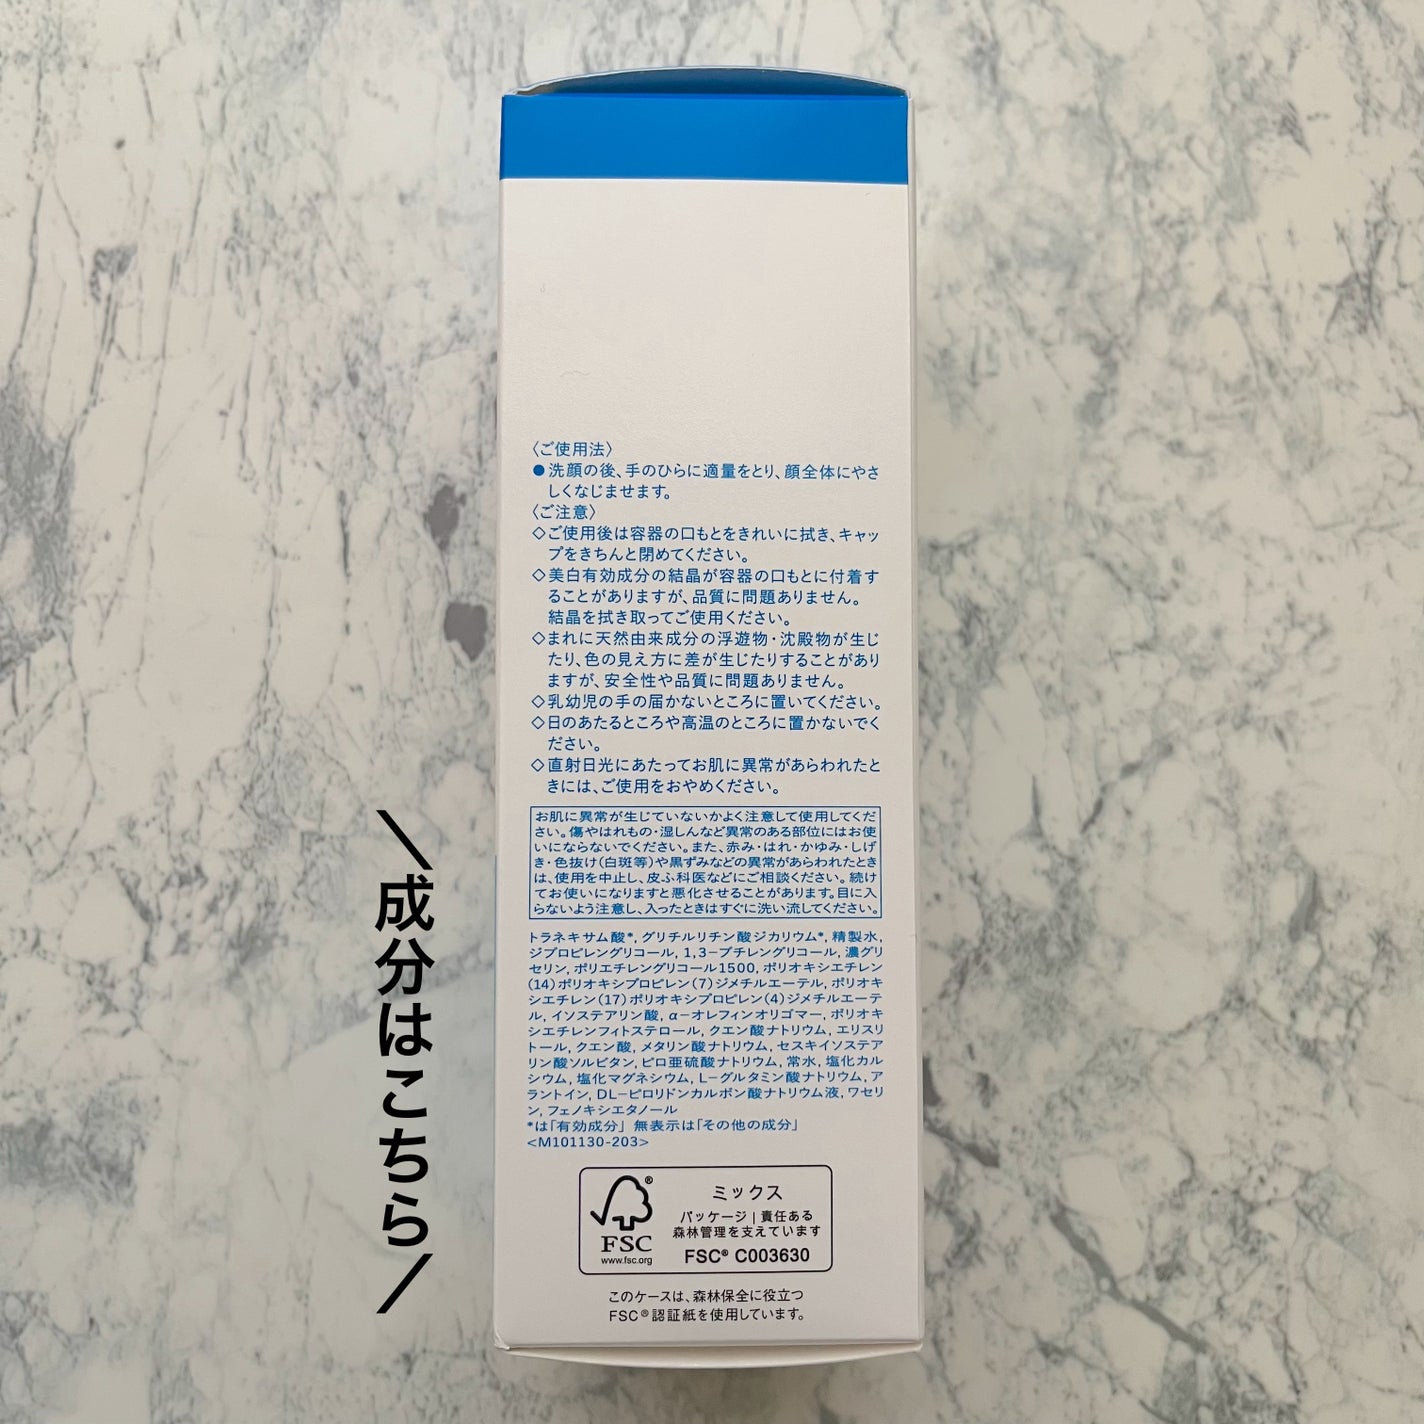 〈ご使用法〉
●洗顔の後、手のひらに適量をとり、顔全体にやさ
しくなじませます。
〈ご注意〉
◇ご使用後は容器の口もとをきれいに拭き、キャッ
プをきちんと閉めてください。
◇美白有効成分の結晶が容器の口もとに付着す
ることがありますが、品質に問題ありません。
結晶を拭き取ってご使用ください。
◇まれに天然由来成分の浮遊物・沈殿物が生じ
たり、色の見え方に差が生じたりすることがあり
ますが、安全性や品質に問題ありません。
◇乳幼児の手の届かないところに置いてください。
◇日のあたるところや高温のところに置かないでく
ださい。
◇直射日光にあたってお肌に異常があらわれたと
きには、ご使用をおやめください。
お肌に異常が生じていないかよく注意して使用してくだ
さい。傷やはれもの・湿しんなど異常のある部位にはお使
いにならないでください。また、赤み・はれ・かゆみ・しげ
き・色抜け(白斑等)や黒ずみなどの異常があらわれたとき
は、使用を中止し、皮ふ科医などにご相談ください。続け
てお使いになりますと悪化させることがあります。目に入
らないよう注意し、入ったときはすぐに洗い流してください。
トラネキサム酸*, グリチルリチン酸ジカリウム*, 精製水,
ジプロピレングリコール, 1,3−ブチレングリコール, 濃グリ
セリン, ポリエチレングリコール1500, ポリオキシエチレン
(14)ポリオキシプロピレン(7)ジメチルエーテル, ポリオキ
シエチレン(17)ポリオキシプロピレン(4)ジメチルエーテ
ル, イソステアリン酸, α−オレフィンオリゴマー, ポリオキ
シエチレンフィトステロール, クエン酸ナトリウム, エリスリ
トール, クエン酸, メタリン酸ナトリウム, セスキイソステア
リン酸ソルビタン, ピロ亜硫酸ナトリウム, 常水, 塩化カル
シウム, 塩化マグネシウム, L−グルタミン酸ナトリウム, ア
ラントイン, DL−ピロリドンカルボン酸ナトリウム液, ワセリ
ン, フェノキシエタノール
*は「有効成分」 無表示は「その他の成分」
<M101130-203>
®
FSC
www.fsc.org
ミックス
パッケージ | 責任ある
森林管理を支えています
FSC® C003630
このケースは、森林保全に役立つ
FSC®認証紙を使用しています。
＼成分はこちら／